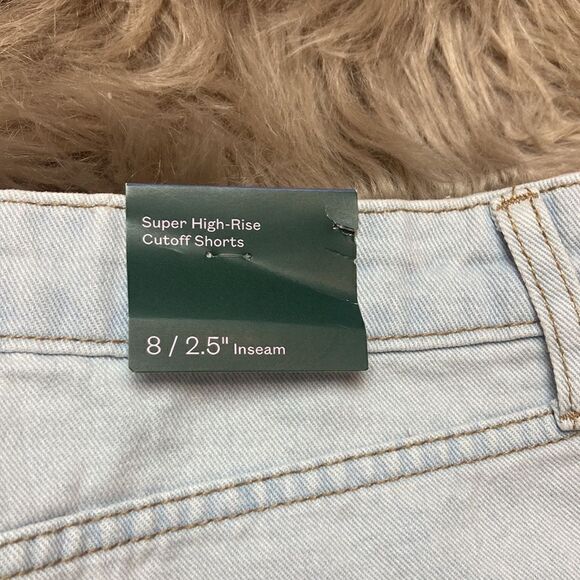 Super High-Rise
Cutoff Shorts
8 / 2.5" Inseam